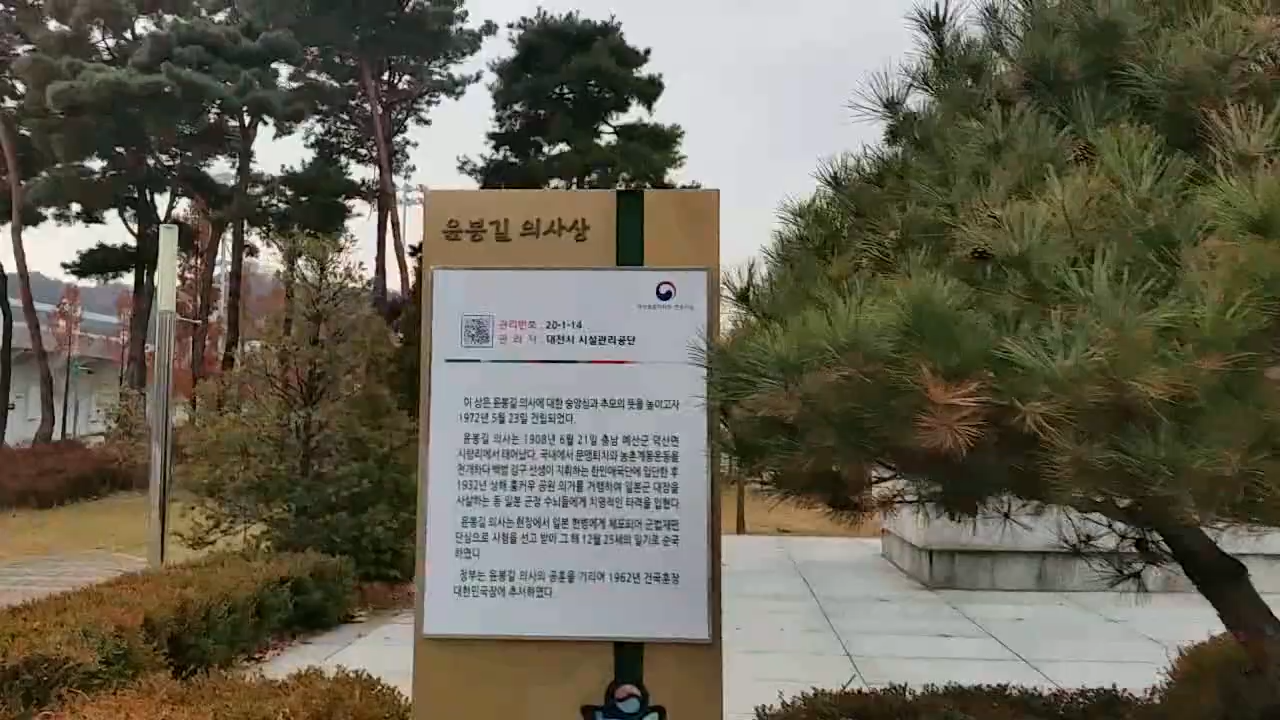 윤봉길 의사상
관리번호 : 20-1-14
관 리 자 : 대전시 시설관리공단
이 상은 윤봉길 의사에 대한 숭앙심과 추모의 뜻을 높이고자
1972년 5월 23일 건립되었다.
윤봉길 의사는 1908년 6월 21일 충남 예산군 덕산면
시량리에서 태어났다. 국내에서 문맹퇴치와 농촌계몽운동을
전개하다 백범 김구 선생이 지휘하는 한인애국단에 입단한 후
1932년 상해 홍커우 공원 의거를 거행하여 일본군 대장을
사살하는 등 일본 군정 수뇌들에게 치명적인 타격을 입혔다
윤봉길 의사는 현장에서 일본 헌병에게 체포되어 군법재판
단심으로 사형을 선고 받아 그 해 12월 25세의 일기로 순국
하였다
정부는 윤봉길 의사의 공훈을 기리어 1962년 건국훈장
대한민국장에 추서하였다.